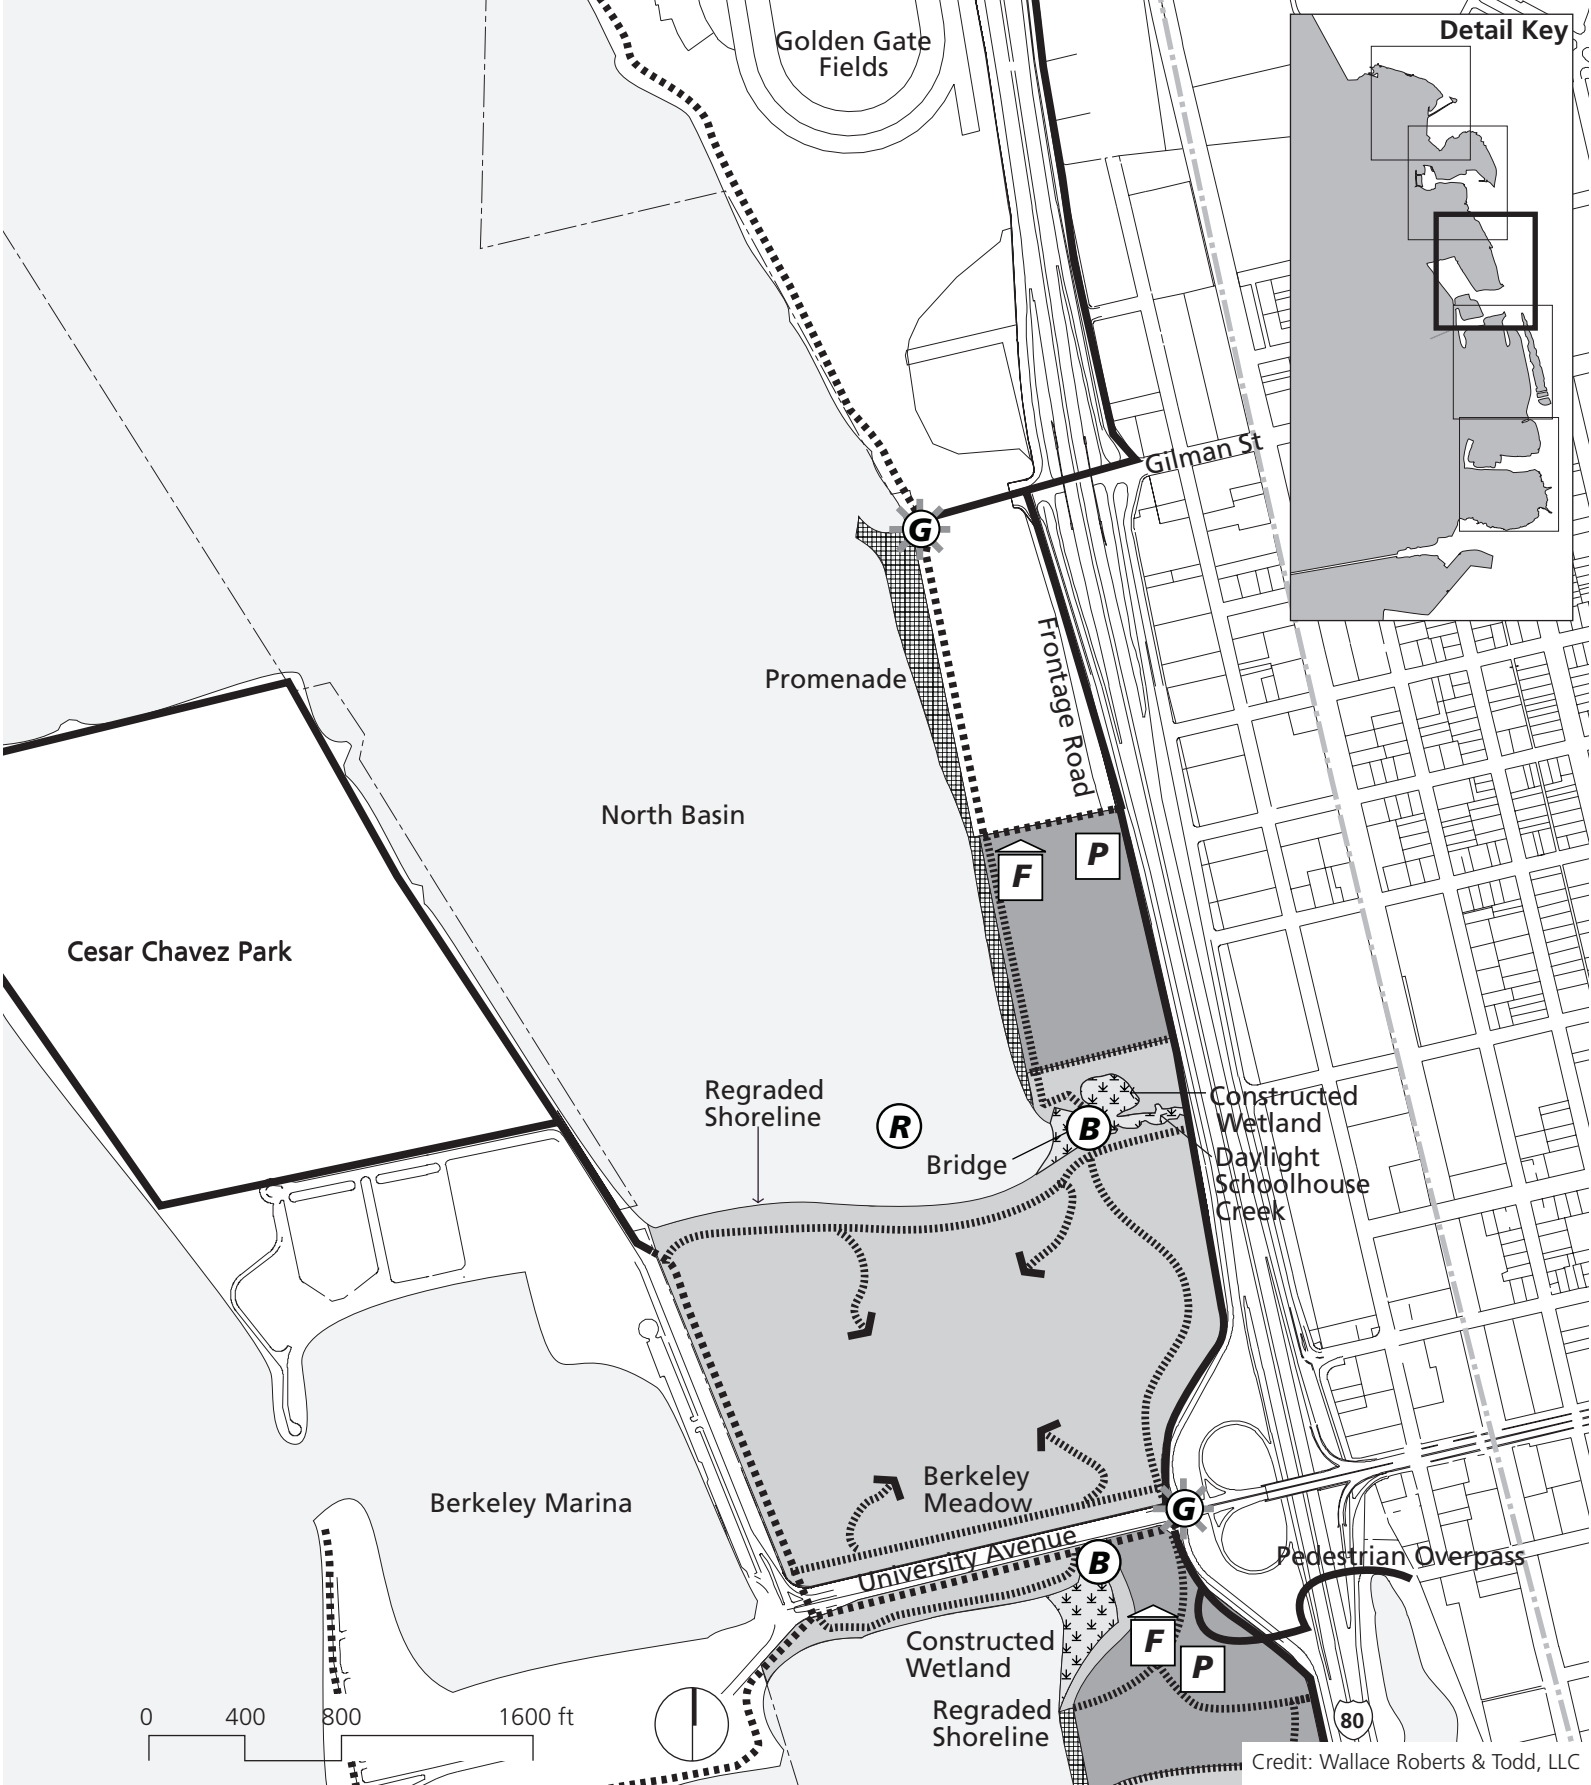 Golden Gate
Fields
Detail Key
Gilman St
G
Frontage Road
Promenade
North Basin
F
P
Cesar Chavez Park
Regraded
Shoreline
R
B
Bridge
Constructed
Wetland
Daylight
Schoolhouse
Creek
Berkeley
Meadow
Berkeley Marina
G
University Avenue
B
Pedestrian Overpass
Constructed
Wetland
F
P
Regraded
Shoreline
0 400 800 1600 ft
80
Credit: Wallace Roberts & Todd, LLC